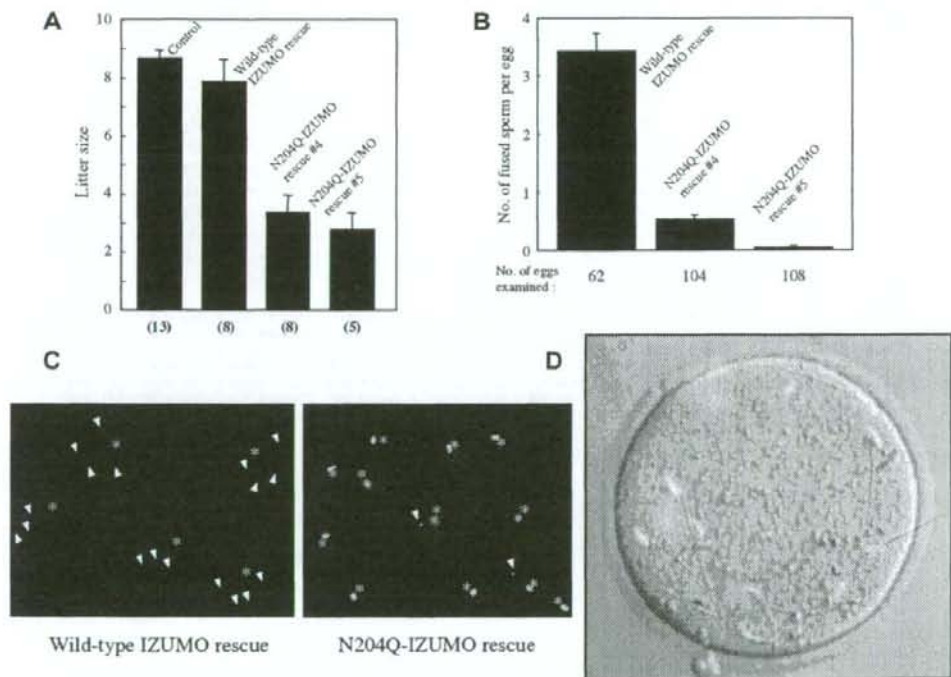 A
10
8
6
4
2
0
Litter size
Control
Wild-type
IZUMO rescue
N204Q-IZUMO
rescue #4
N204Q-IZUMO
rescue #5
(13) (8) (8) (5)
B
4
3
2
1
0
No. of fused sperm per egg
Wild-type
IZUMO rescue
N204Q-IZUMO
rescue #4
N204Q-IZUMO
rescue #5
No. of eggs
examined :
62 104 108
C
Wild-type IZUMO rescue
N204Q-IZUMO rescue
D